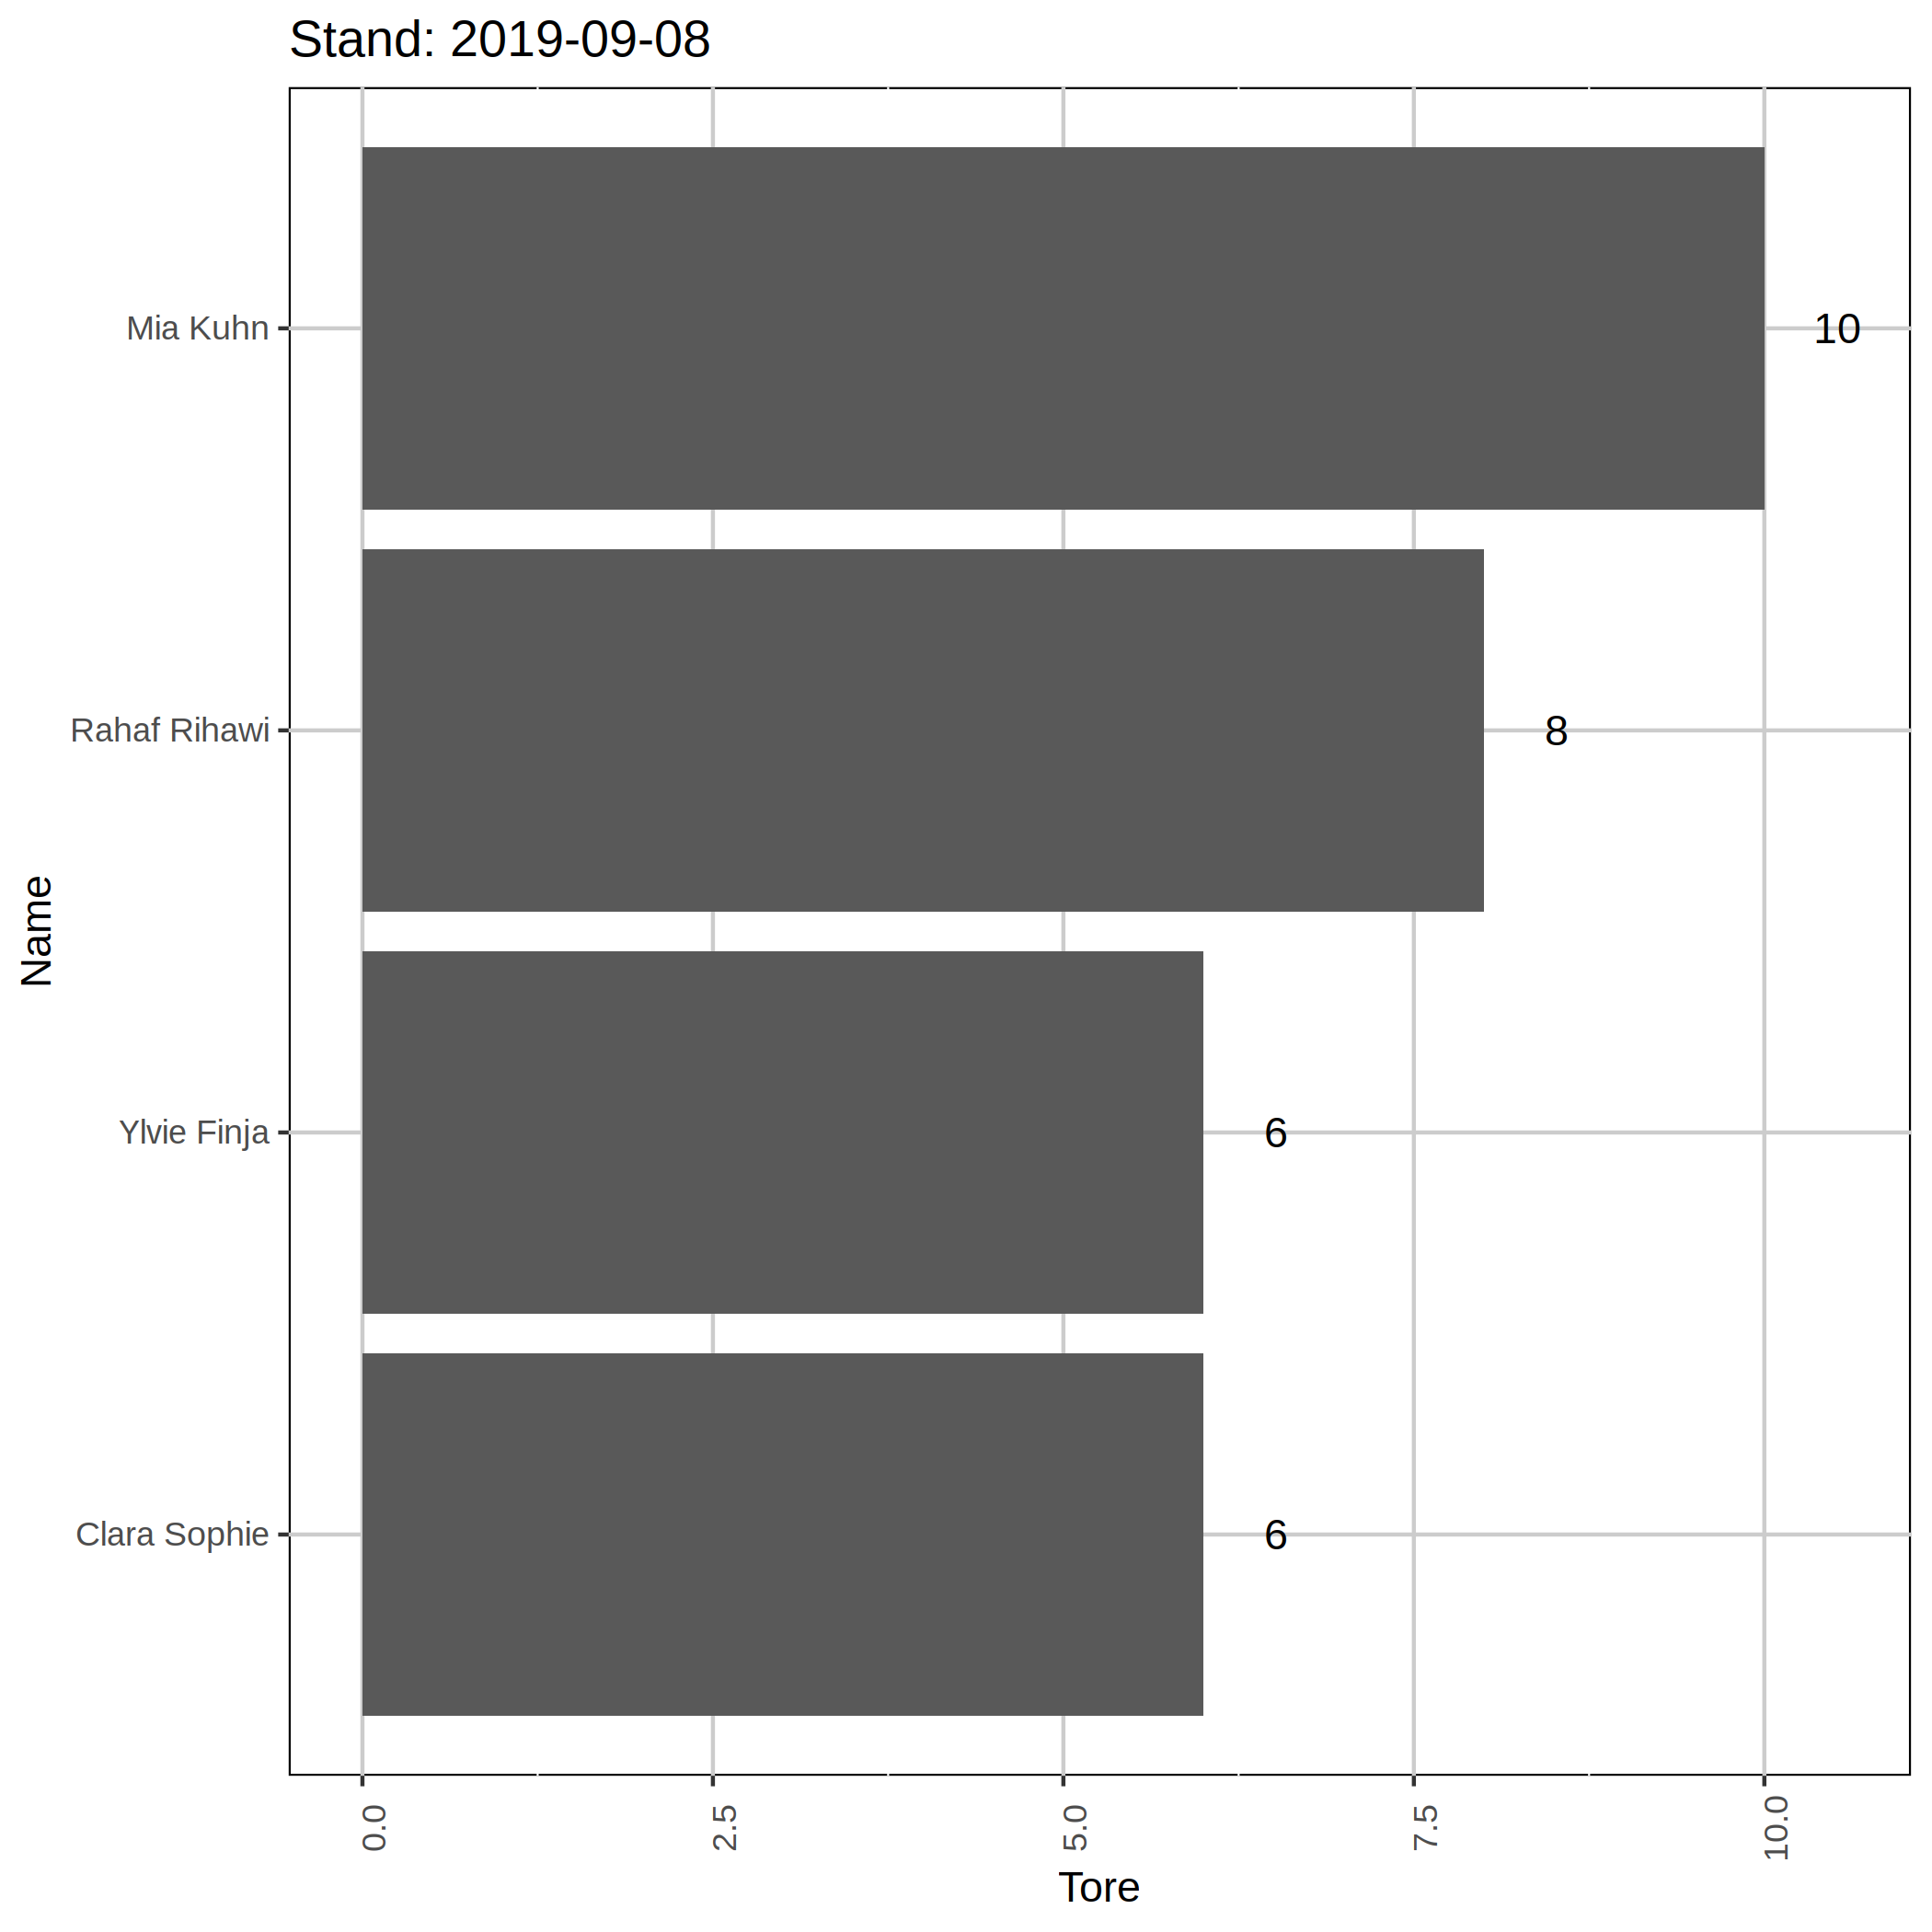 Stand: 2019-09-08
Mia Kuhn
10
Rahaf Rihawi
8
Name
Ylvie Finja
6
Clara Sophie
6
0.0
2.5
5.0
7.5
10.0
Tore